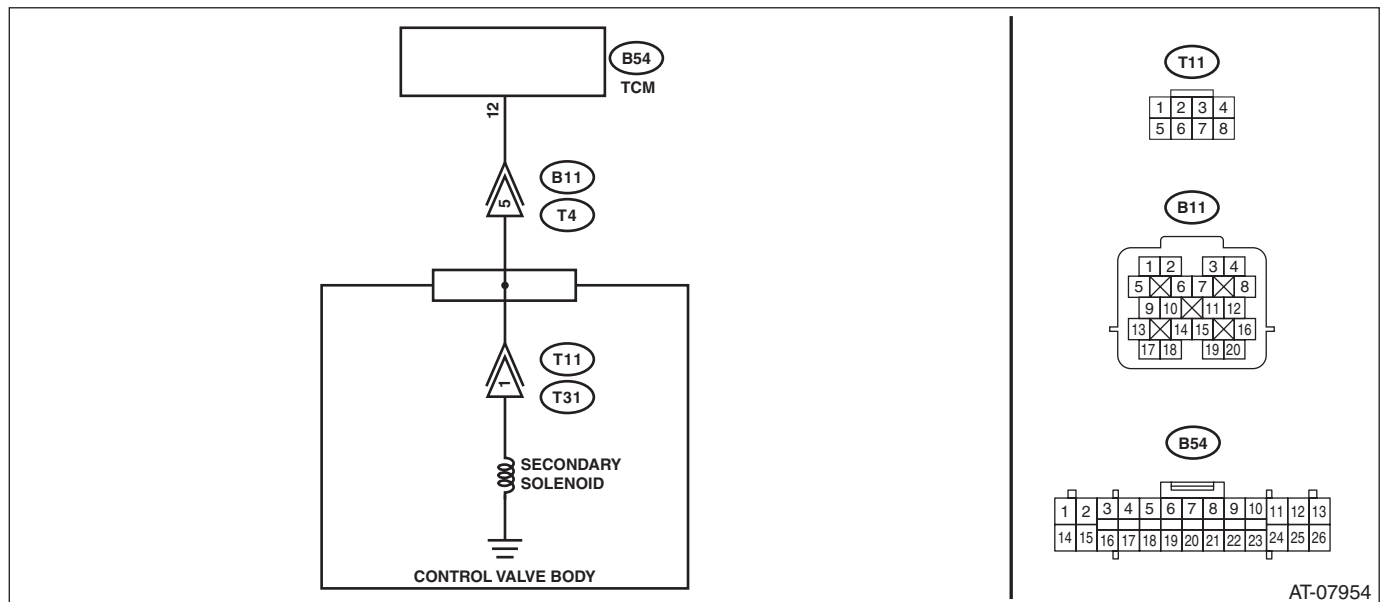 B54
TCM
12
B11
5
T4
T11
1
T31
SECONDARY
SOLENOID
CONTROL VALVE BODY
T11
1 2 3 4
5 6 7 8
B11
1 2 3 4
5 6 7 8
9 10 11 12
13 14 15 16
17 18 19 20
B54
1 2 3 4 5 6 7 8 9 10 11 12 13
14 15 16 17 18 19 20 21 22 23 24 25 26
AT-07954